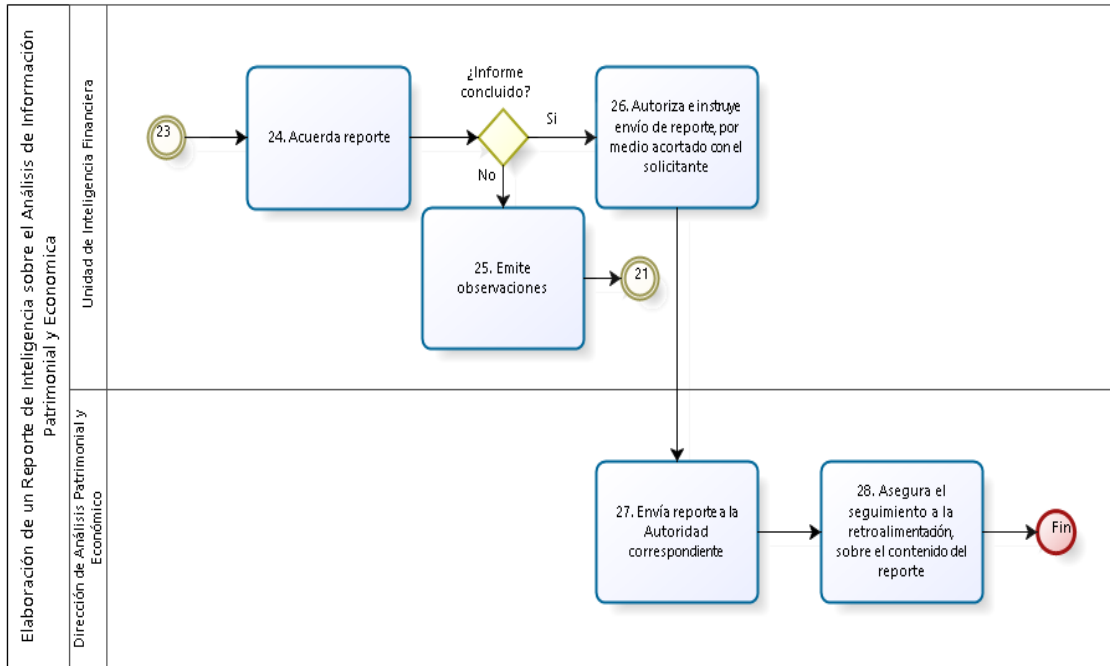 Elaboración de un Reporte de Inteligencia sobre el Análisis de Información
Patrimonial y Economica
Unidad de Inteligencia Financiera
23
24. Acuerda reporte
¿Informe
concluido?
Si
No
26. Autoriza e instruye
envío de reporte, por
medio acortado con el
solicitante
25. Emite
observaciones
21
Dirección de Análisis Patrimonial y
Económico
27. Envía reporte a la
Autoridad
correspondiente
28. Asegura el
seguimiento a la
retroalimentación,
sobre el contenido del
reporte
Fin